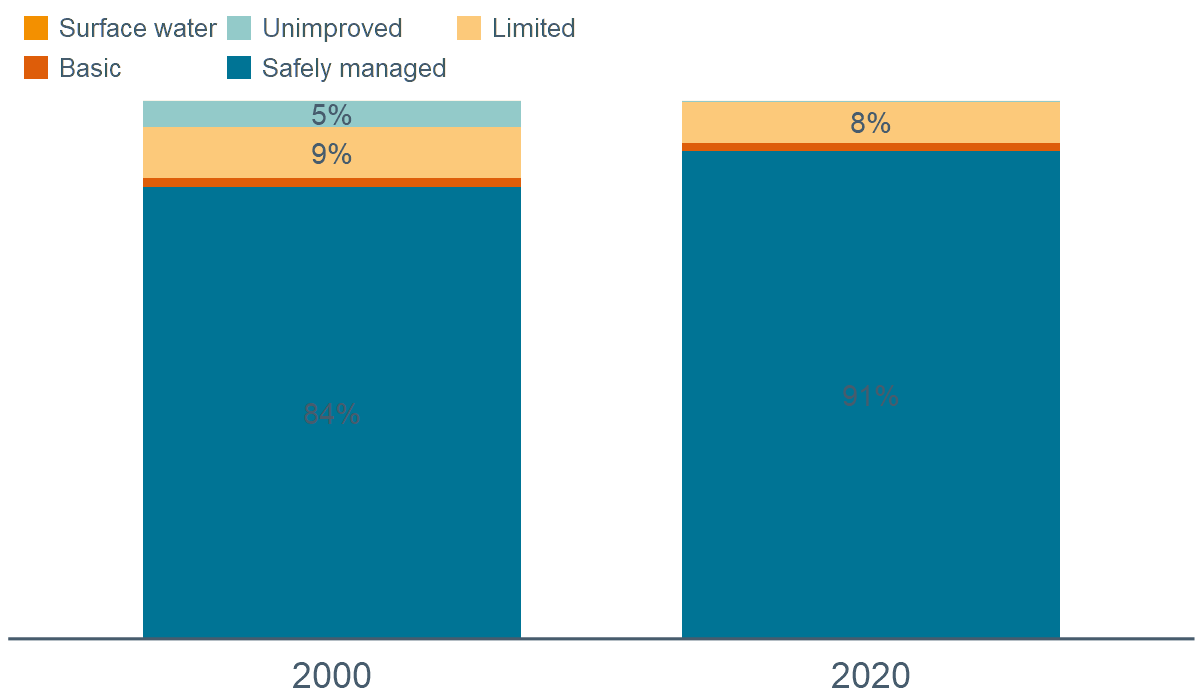 Surface water Unimproved Limited
Basic Safely managed
5% 8%
9%
84% 91%
2000 2020